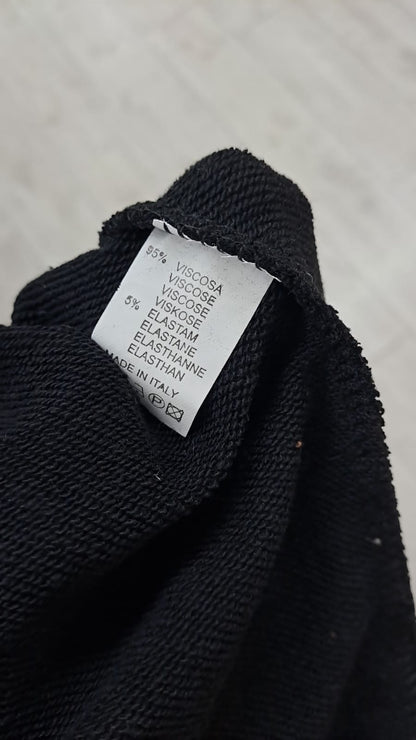 95% VISCOSA
VISCOSE
VISCOSE
VISKOSE
5% ELASTAM
ELASTANE
ELASTHANNE
ELASTHAN
MADE IN ITALY
P